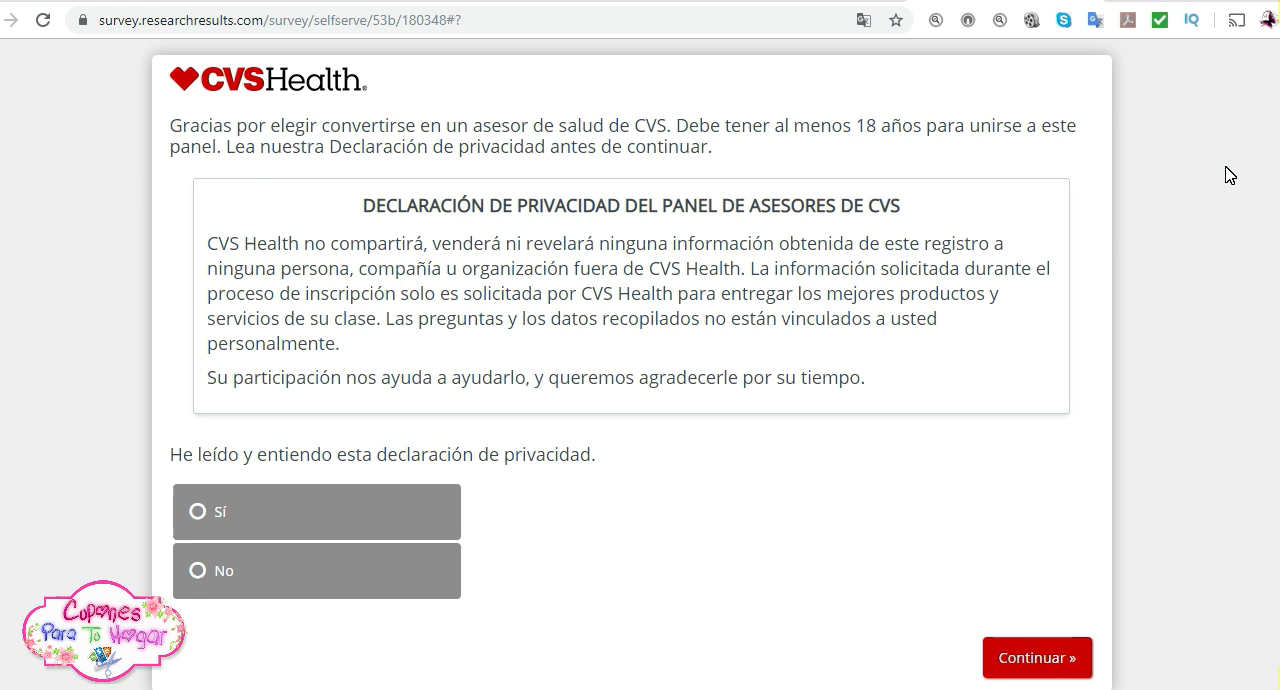 survey.researchresults.com/survey/selfserve/53b/180348#?
CVSHealth®
Gracias por elegir convertirse en un asesor de salud de CVS. Debe tener al menos 18 años para unirse a este
panel. Lea nuestra Declaración de privacidad antes de continuar.
DECLARACIÓN DE PRIVACIDAD DEL PANEL DE ASESORES DE CVS
CVS Health no compartirá, venderá ni revelará ninguna información obtenida de este registro a
ninguna persona, compañía u organización fuera de CVS Health. La información solicitada durante el
proceso de inscripción solo es solicitada por CVS Health para entregar los mejores productos y
servicios de su clase. Las preguntas y los datos recopilados no están vinculados a usted
personalmente.
Su participación nos ayuda a ayudarlo, y queremos agradecerle por su tiempo.
He leído y entiendo esta declaración de privacidad.
Sí
No
Cupones
Para Tu Hogar
Continuar »